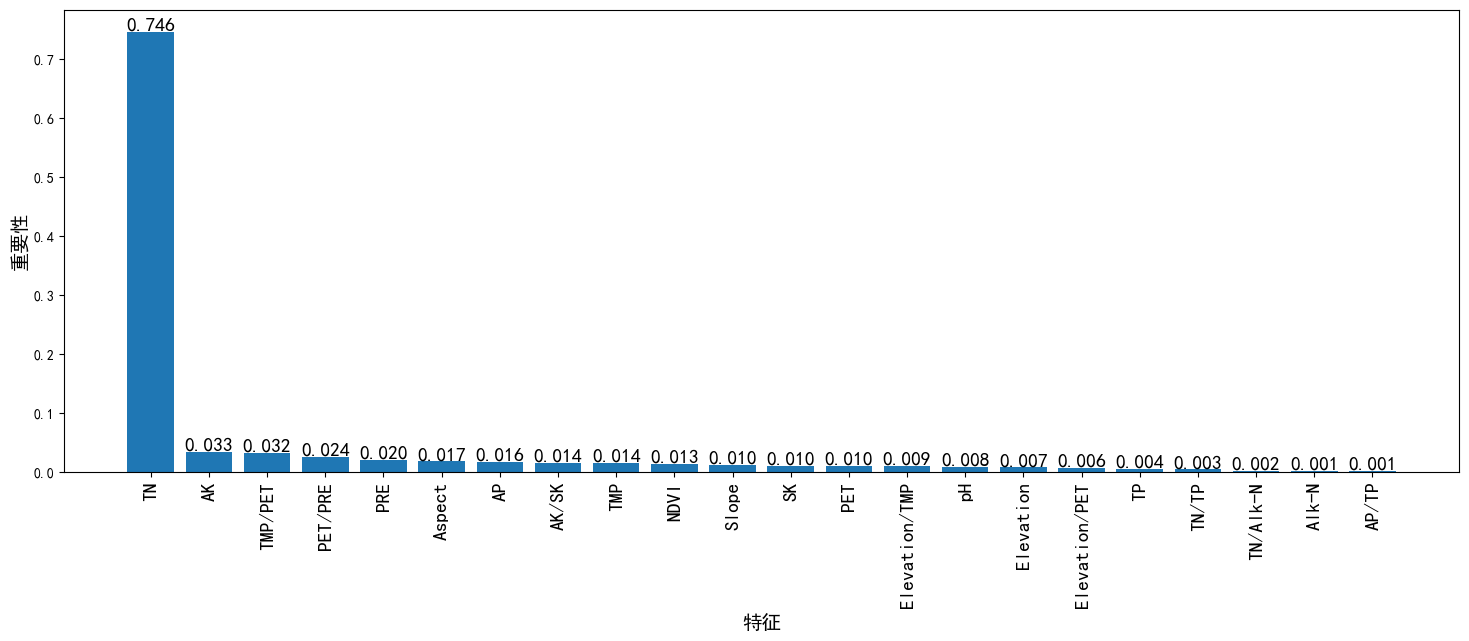 重要性
0.7
0.6
0.5
0.4
0.3
0.2
0.1
0.0
0.746
0.033
0.032
0.024
0.020
0.017
0.016
0.014
0.014
0.013
0.010
0.010
0.010
0.009
0.008
0.007
0.006
0.004
0.003
0.002
0.001
0.001
TN
AK
TMP/PET
PET/PRE
PRE
Aspect
AP
AK/SK
TMP
NDVI
Slope
SK
PET
Elevation/TMP
pH
Elevation
Elevation/PET
TP
TN/TP
TN/Alk-N
Alk-N
AP/TP
特征